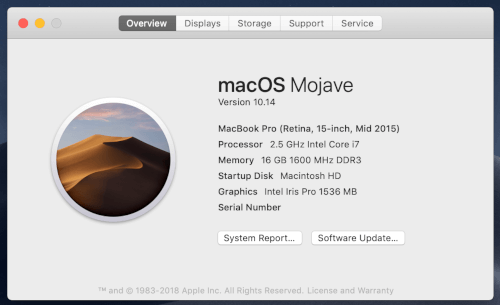 Overview Displays Storage Support Service
macOS Mojave
Version 10.14
MacBook Pro (Retina, 15-inch, Mid 2015)
Processor 2.5 GHz Intel Core i7
Memory 16 GB 1600 MHz DDR3
Startup Disk Macintosh HD
Graphics Intel Iris Pro 1536 MB
Serial Number
System Report... Software Update...
™ and © 1983-2018 Apple Inc. All Rights Reserved. License and Warranty